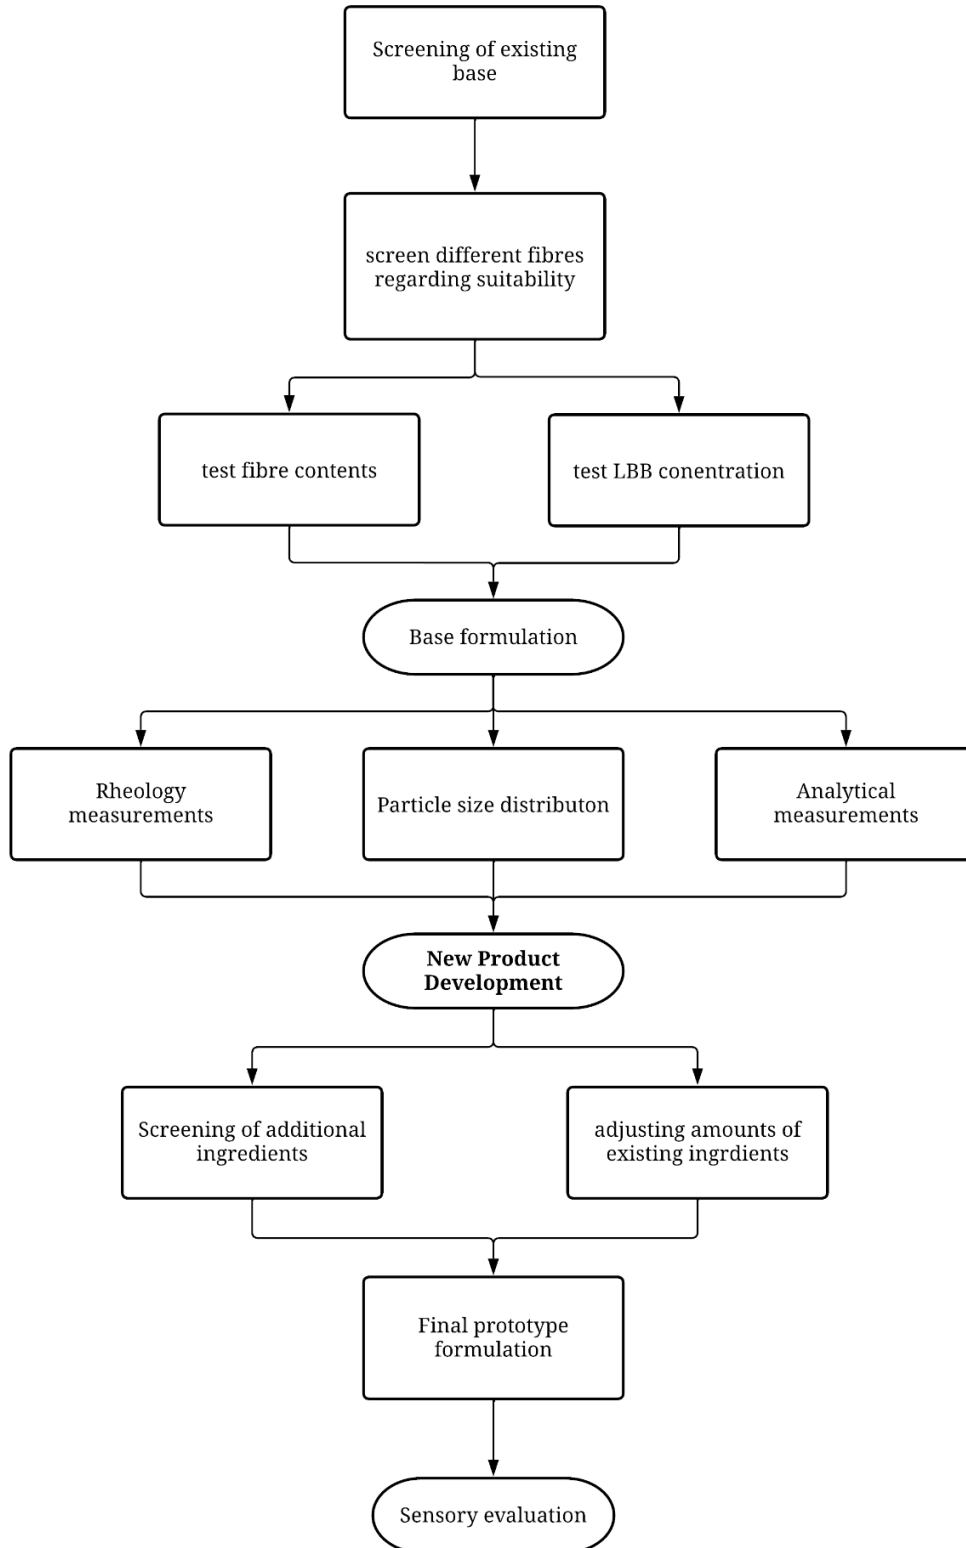 Screening of existing
base
screen different fibres
regarding suitability
test fibre contents
test LBB conentration
Base formulation
Rheology
measurements
Particle size distributon
Analytical
measurements
New Product
Development
Screening of additional
ingredients
adjusting amounts of
existing ingrdients
Final prototype
formulation
Sensory evaluation